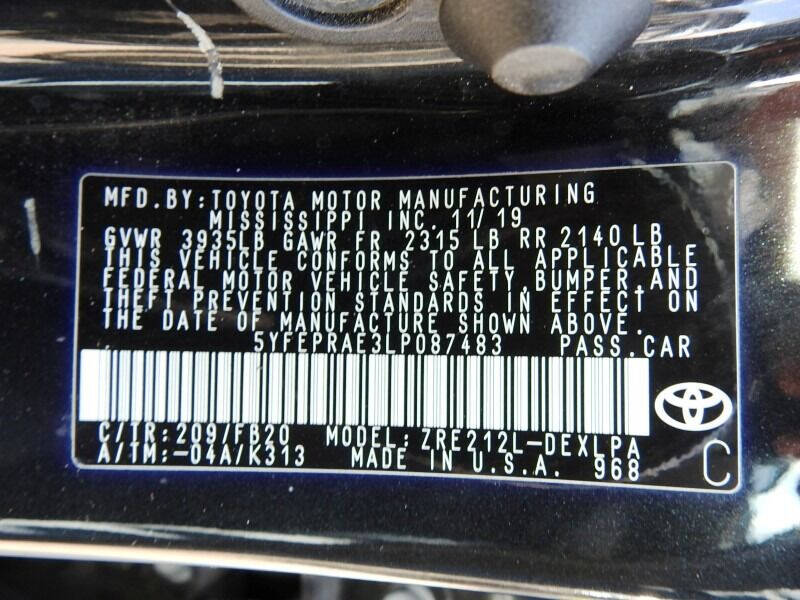 MFD.BY:TOYOTA MOTOR MANUFACTURING
MISSISSIPPI INC. 11/19
GVWR 3935LB GAWR FR 2315 LB RR 2140 LB
THIS VEHICLE CONFORMS TO ALL APPLICABLE
FEDERAL MOTOR VEHICLE SAFETY,BUMPER,AND
THEFT PREVENTION STANDARDS IN EFFECT ON
THE DATE OF MANUFACTURE SHOWN ABOVE.
5YFEPRAE3LP087483 PASS.CAR
C/TR:209/FB20 MODEL:ZRE212L-DEXLPA
A/TM:-04A/K313 MADE IN U.S.A. 968
C